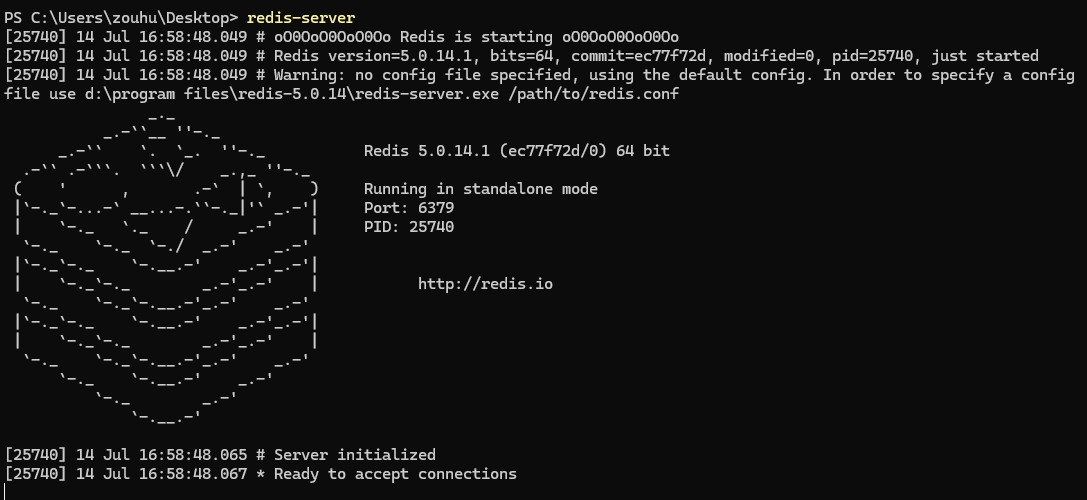 PS C:\Users\zouhu\Desktop> redis-server
[25740] 14 Jul 16:58:48.049 # oO0OoO0OoO0Oo Redis is starting oO0OoO0OoO0Oo
[25740] 14 Jul 16:58:48.049 # Redis version=5.0.14.1, bits=64, commit=ec77f72d, modified=0, pid=25740, just started
[25740] 14 Jul 16:58:48.049 # Warning: no config file specified, using the default config. In order to specify a config
file use d:\program files\redis-5.0.14\redis-server.exe /path/to/redis.conf
Redis 5.0.14.1 (ec77f72d/0) 64 bit
Running in standalone mode
Port: 6379
PID: 25740
http://redis.io
[25740] 14 Jul 16:58:48.065 # Server initialized
[25740] 14 Jul 16:58:48.067 * Ready to accept connections